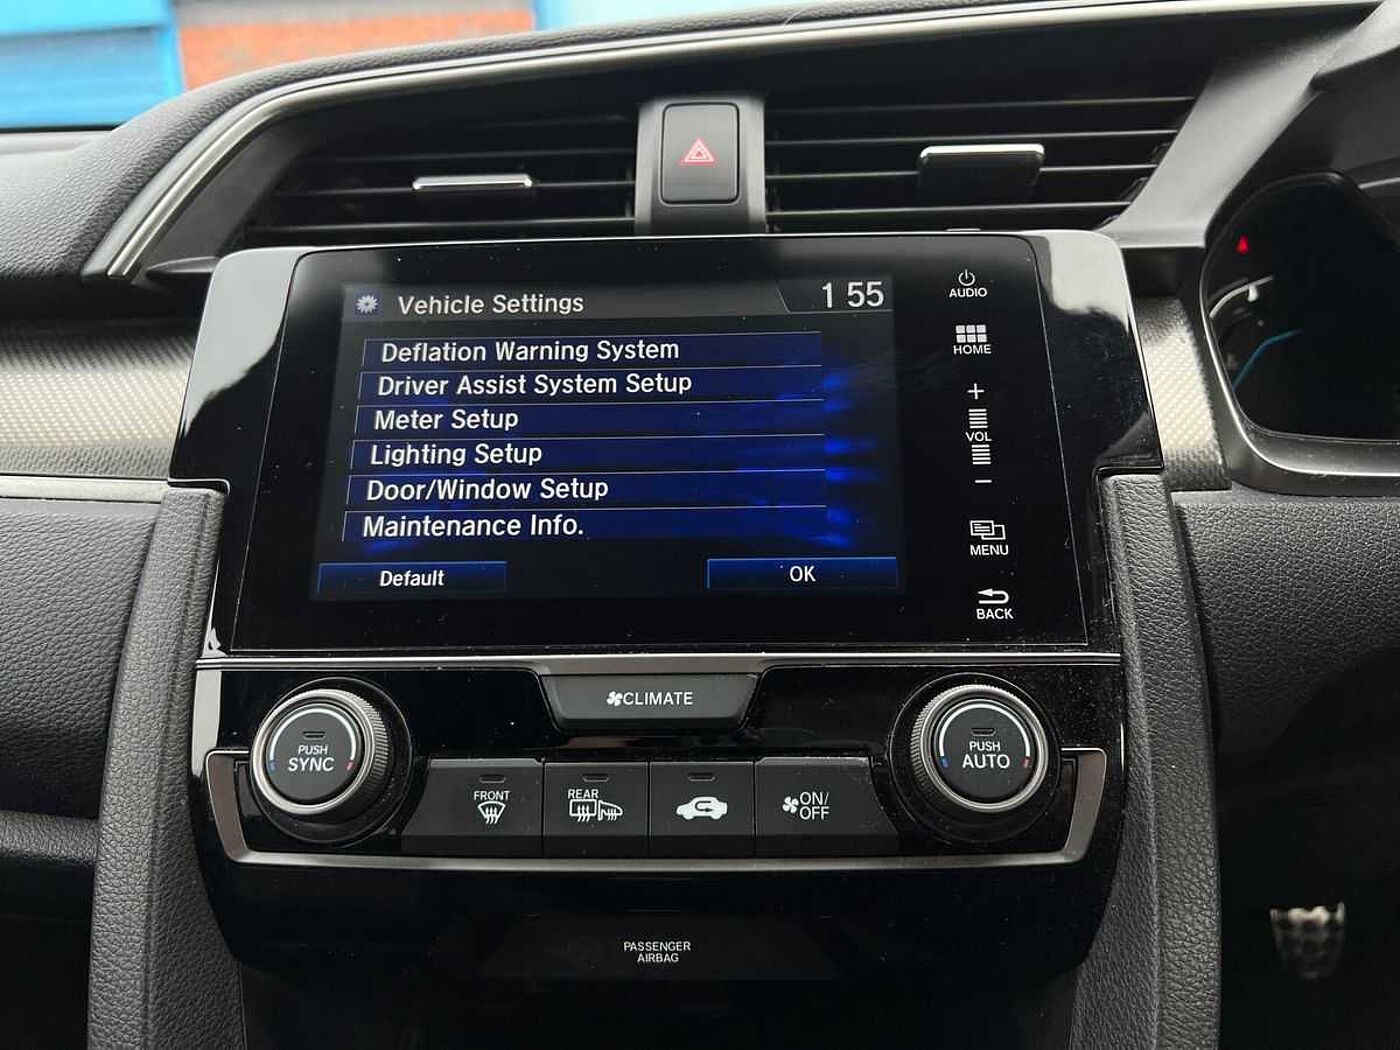 Vehicle Settings
1 55
Deflation Warning System
Driver Assist System Setup
Meter Setup
Lighting Setup
Door/Window Setup
Maintenance Info.
Default
OK
AUDIO
HOME
+
VOL
−
MENU
BACK
CLIMATE
PUSH
SYNC
FRONT
REAR
ON/
OFF
PUSH
AUTO
PASSENGER
AIRBAG